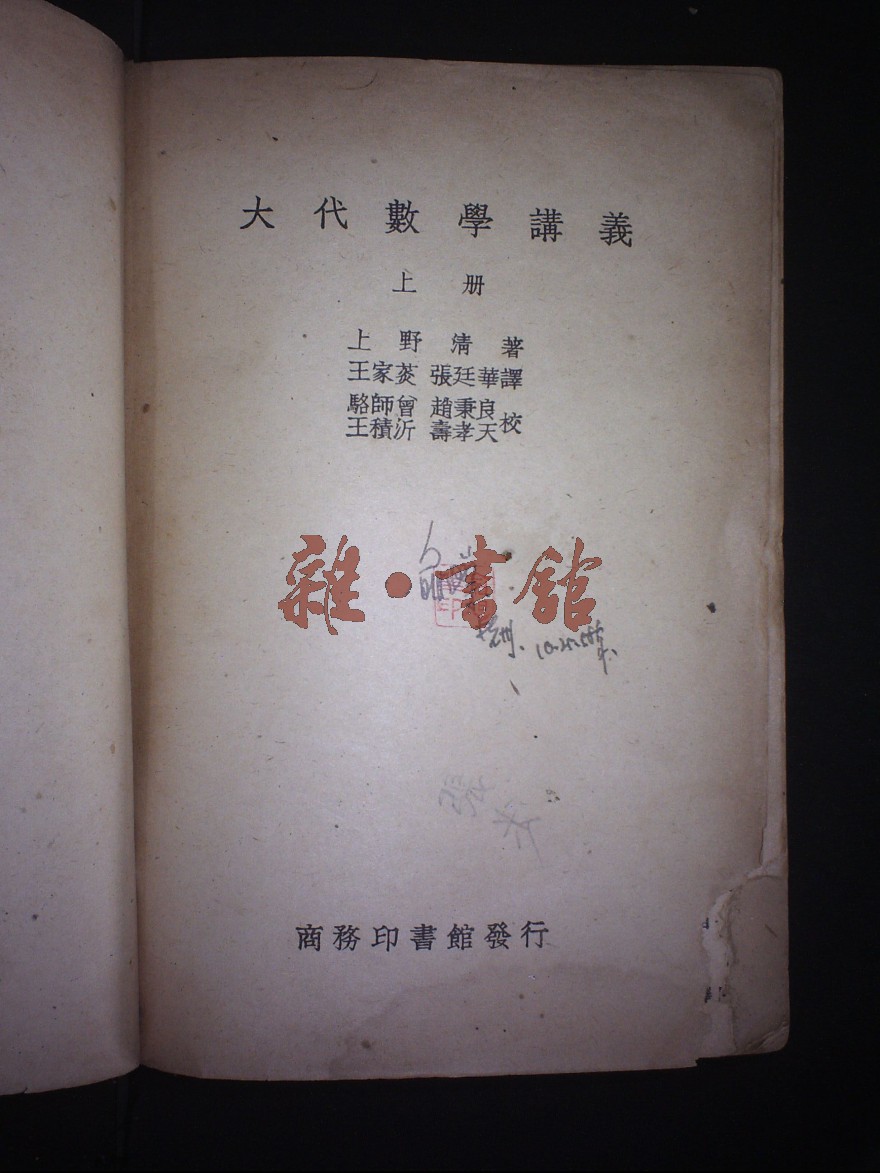 大代數學講義
上册
上野清著
王家菼 張廷華譯
駱師曾 趙秉良
王積沂 壽孝天校
雜·書館
商務印書館發行